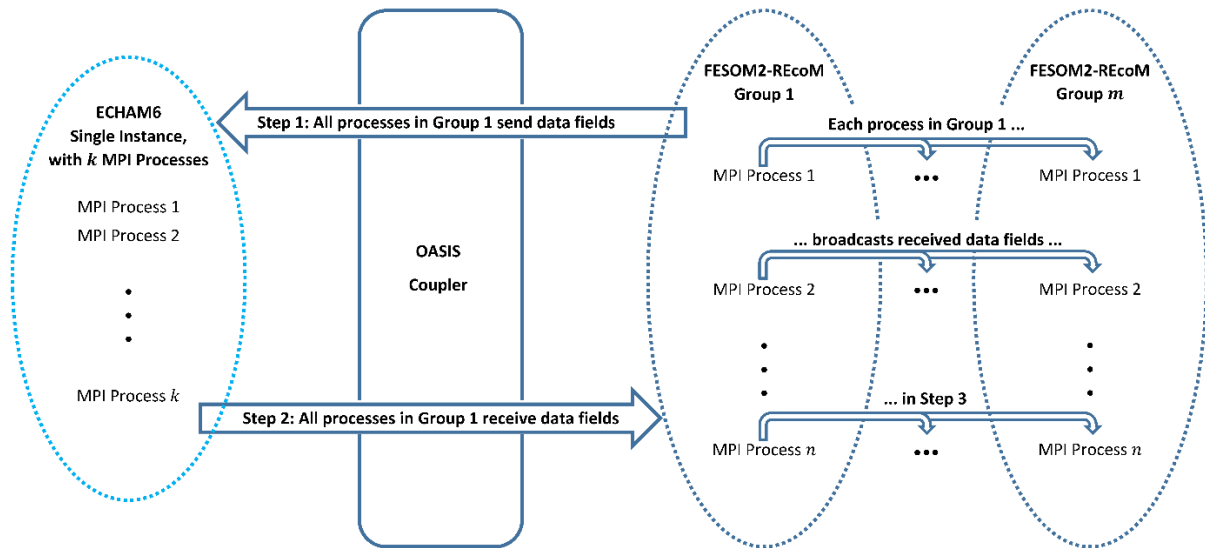 ECHAM6
Single Instance,
with k MPI Processes
MPI Process 1
MPI Process 2
MPI Process k
OASIS
Coupler
Step 1: All processes in Group 1 send data fields
Step 2: All processes in Group 1 receive data fields
FESOM2-REcoM
Group 1
FESOM2-REcoM
Group m
Each process in Group 1 ...
MPI Process 1
...
MPI Process 1
... broadcasts received data fields ...
MPI Process 2
...
MPI Process 2
... in Step 3
MPI Process n
...
MPI Process n